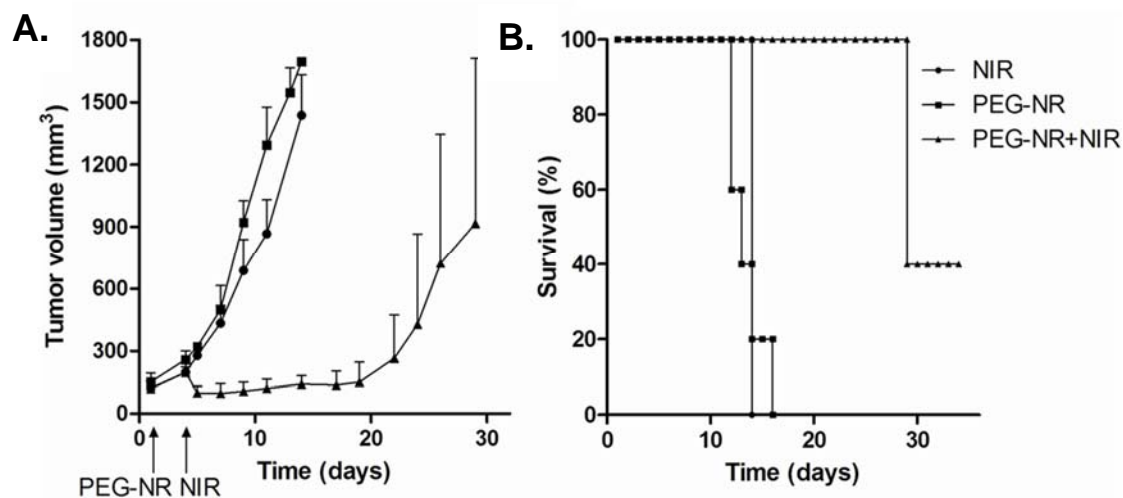 A.
Tumor volume (mm³)
1800
1500
1200
900
600
300
0
0 10 20 30
Time (days)
PEG-NR NIR
B.
Survival (%)
100
80
60
40
20
0
0 10 20 30
Time (days)
NIR
PEG-NR
PEG-NR+NIR